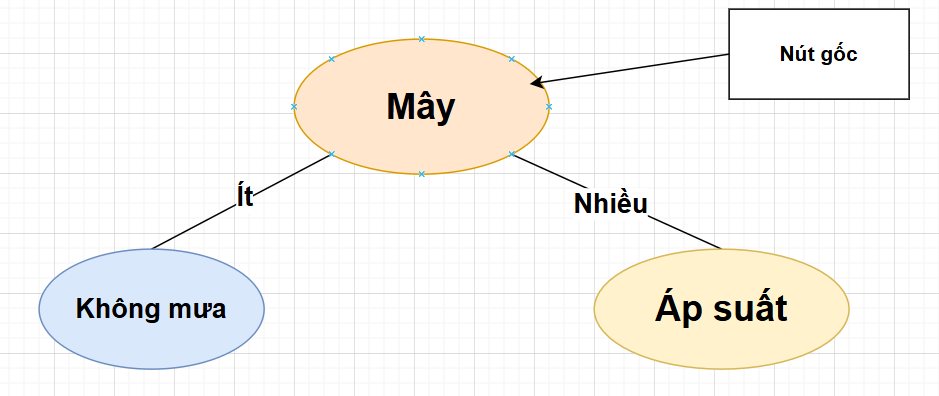 Nút gốc
Mây
Ít
Nhiều
Không mưa
Áp suất